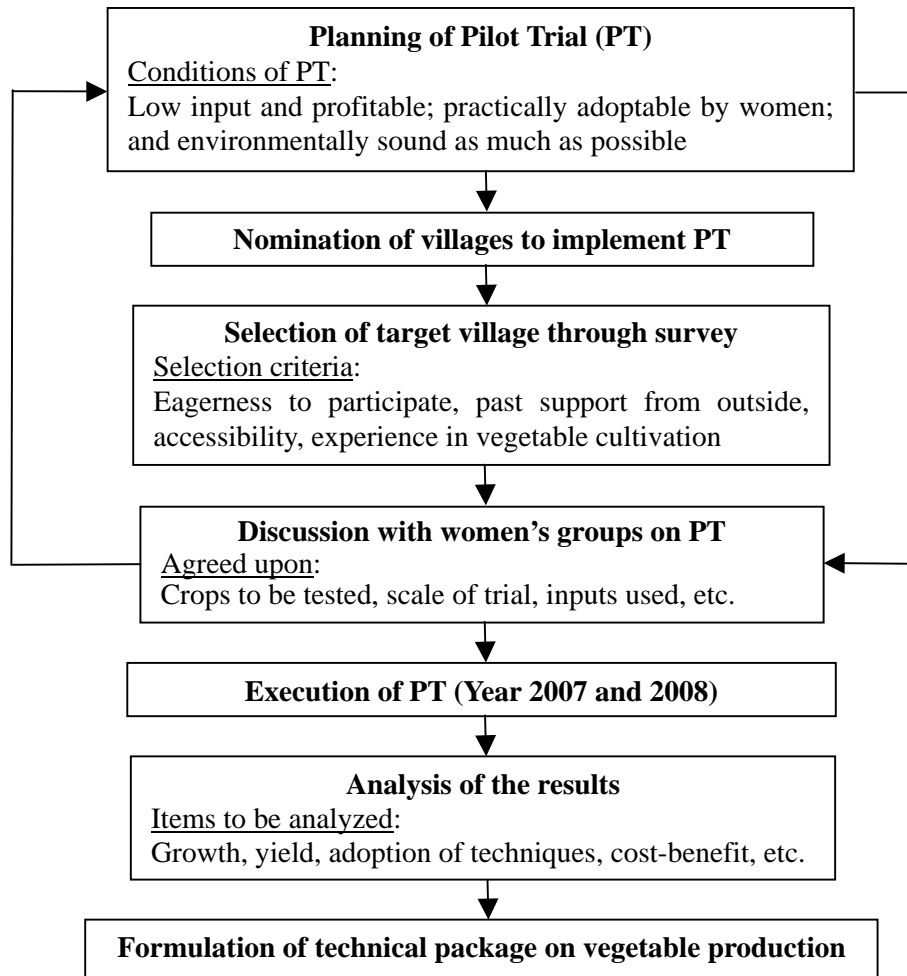 Planning of Pilot Trial (PT)
Conditions of PT:
Low input and profitable; practically adoptable by women;
and environmentally sound as much as possible
Nomination of villages to implement PT
Selection of target village through survey
Selection criteria:
Eagerness to participate, past support from outside,
accessibility, experience in vegetable cultivation
Discussion with women’s groups on PT
Agreed upon:
Crops to be tested, scale of trial, inputs used, etc.
Execution of PT (Year 2007 and 2008)
Analysis of the results
Items to be analyzed:
Growth, yield, adoption of techniques, cost-benefit, etc.
Formulation of technical package on vegetable production